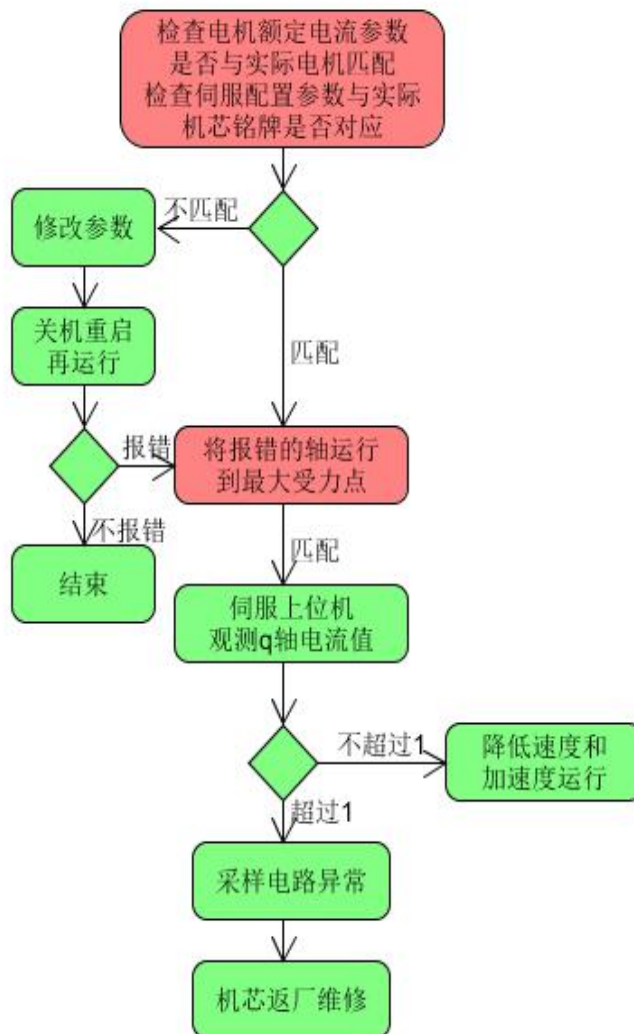 检查电机额定电流参数
是否与实际电机匹配
检查伺服配置参数与实际
机芯铭牌是否对应
不匹配
修改参数
关机重启
再运行
匹配
报错
将报错的轴运行
到最大受力点
不报错
结束
匹配
伺服上位机
观测q轴电流值
不超过1
降低速度和
加速度运行
超过1
采样电路异常
机芯返厂维修